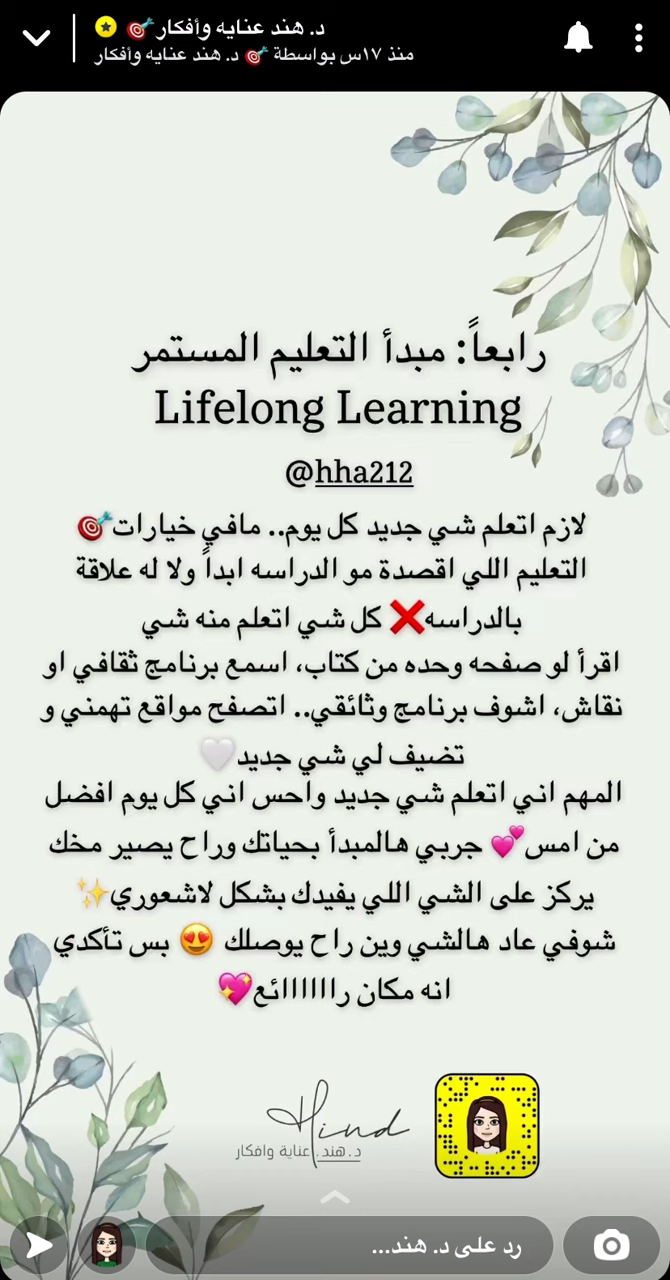 د. هند عنايه وأفكار🎯
منذ ١٧س بواسطة 🎯 د. هند عنايه وأفكار
رابعاً: مبدأ التعليم المستمر
Lifelong Learning
@hha212
لازم اتعلم شي جديد كل يوم.. مافي خيارات🎯
التعليم اللي اقصدة مو الدراسه ابداً ولا له علاقة
بالدراسه❌ كل شي اتعلم منه شي
اقرأ لو صفحه وحده من كتاب، اسمع برنامج ثقافي او
نقاش، اشوف برنامج وثائقي.. اتصفح مواقع تهمني و
تضيف لي شي جديد🤍
المهم اني اتعلم شي جديد واحس اني كل يوم افضل
من امس💕 جربي هالمبدأ بحياتك وراح يصير مخك
يركز على الشي اللي يفيدك بشكل لاشعوري✨
شوفي عاد هالشي وين راح يوصلك 😍 بس تأكدي
انه مكان راااااائع💖
Hind
د.هند.عناية وافكار
رد على د. هند...